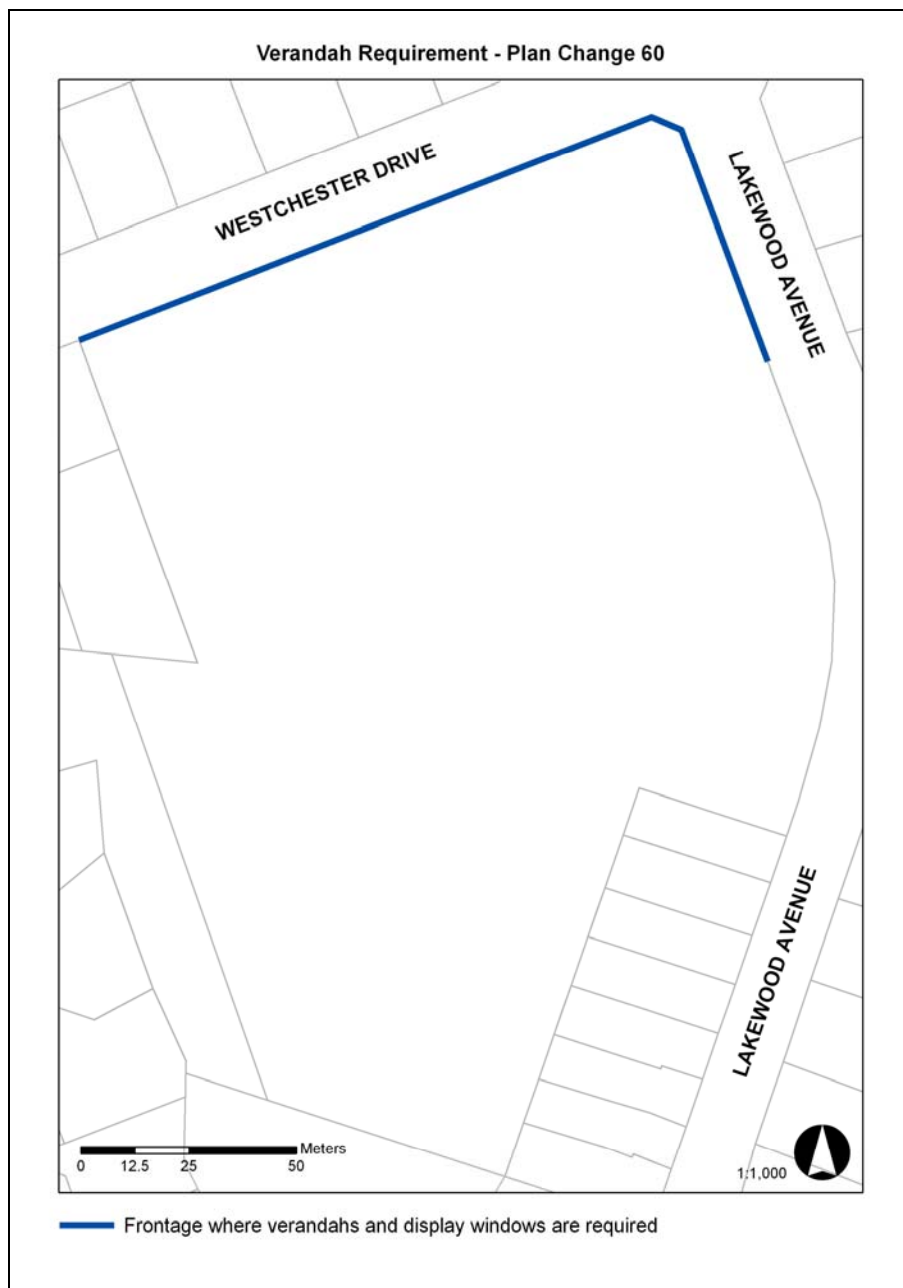 Verandah Requirement - Plan Change 60
WESTCHESTER DRIVE
LAKEWOOD AVENUE
LAKEWOOD AVENUE
Meters
0 12.5 25 50
1:1,000
Frontage where verandahs and display windows are required